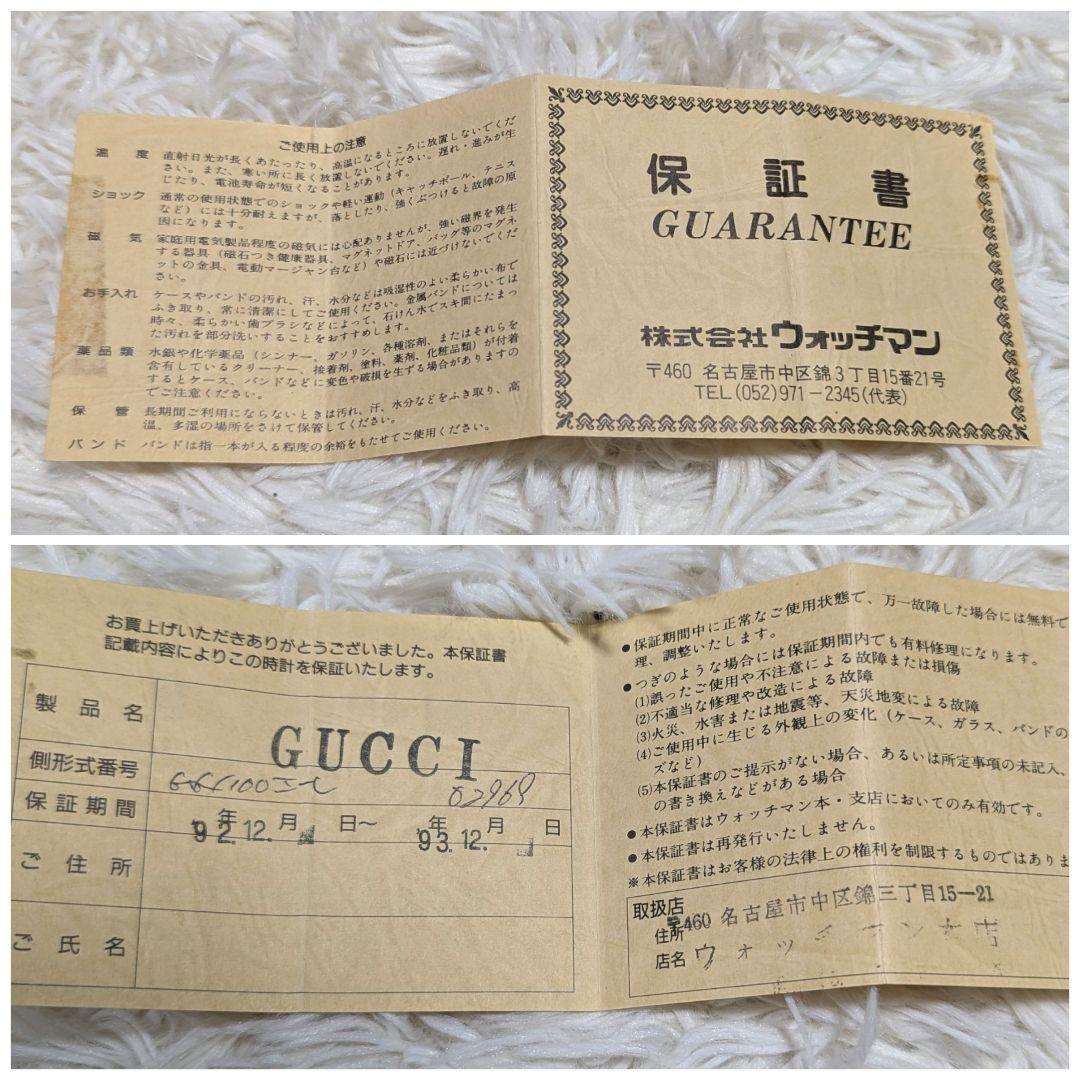 ご使用上の注意
温度 直射日光が長くあたったり、高温になるところに放置しないでくだ
さい。また、寒い所に長く放置しないでください。遅れ・進みが生
じたり、電池寿命が短くなることがあります。
ショック 通常の使用状態でのショックや軽い運動(キャッチボール、テニス
など)には十分耐えますが、落としたり、強くぶつけると故障の原
因になります。
磁気 家庭用電気製品程度の磁気には心配ありませんが、強い磁界を発生
する器具(磁石つき健康器具、マグネットドア、バッグ等のマグネ
ットの金具、電動マージャン台など)や磁石には近づけないでくだ
さい。
お手入れ ケースやバンドの汚れ、汗、水分などは吸湿性のよい柔らかい布で
ふき取り、常に清潔にしてご使用ください。金属バンドについては
時々、柔らかい歯ブラシなどによって、石けん水でスキ間にたまっ
た汚れを部分洗いすることをおすすめします。
薬品類 水銀や化学薬品(シンナー、ガソリン、各種溶剤、またはそれらを
含有しているクリーナー、接着剤、塗料、薬剤、化粧品類)が付着
するとケース、バンドなどに変色や破損を生ずる場合がありますの
でご注意ください。
保管 長期間ご利用にならないときは汚れ、汗、水分などをふき取り、高
温、多湿の場所をさけて保管してください。
バンド バンドは指一本が入る程度の余裕をもたせてご使用ください。
保証書
GUARANTEE
株式会社ウォッチマン
〒460 名古屋市中区錦3丁目15番21号
TEL(052)971-2345(代表)
お買上げいただきありがとうございました。本保証書
記載内容によりこの時計を保証いたします。
製品名 GUCCI
側形式番号 02969
保証期間 '92年12.月1日〜'93年12.月1日
ご住所
ご氏名
●保証期間中に正常なご使用状態で、万一故障した場合には無料で
理、調整いたします。
●つぎのような場合には保証期間内でも有料修理になります。
(1)誤ったご使用や不注意による故障または損傷
(2)不適当な修理や改造による故障
(3)火災、水害または地震等、天災地変による故障
(4)ご使用中に生じる外観上の変化(ケース、ガラス、バンドの
ズなど)
(5)本保証書のご提示がない場合、あるいは所定事項の未記入、
の書き換えなどがある場合
●本保証書はウォッチマン本・支店においてのみ有効です。
●本保証書は再発行いたしません。
※本保証書はお客様の法律上の権利を制限するものではありま
取扱店
住所 〒460 名古屋市中区錦三丁目15-21
店名 ウォッチマン本店